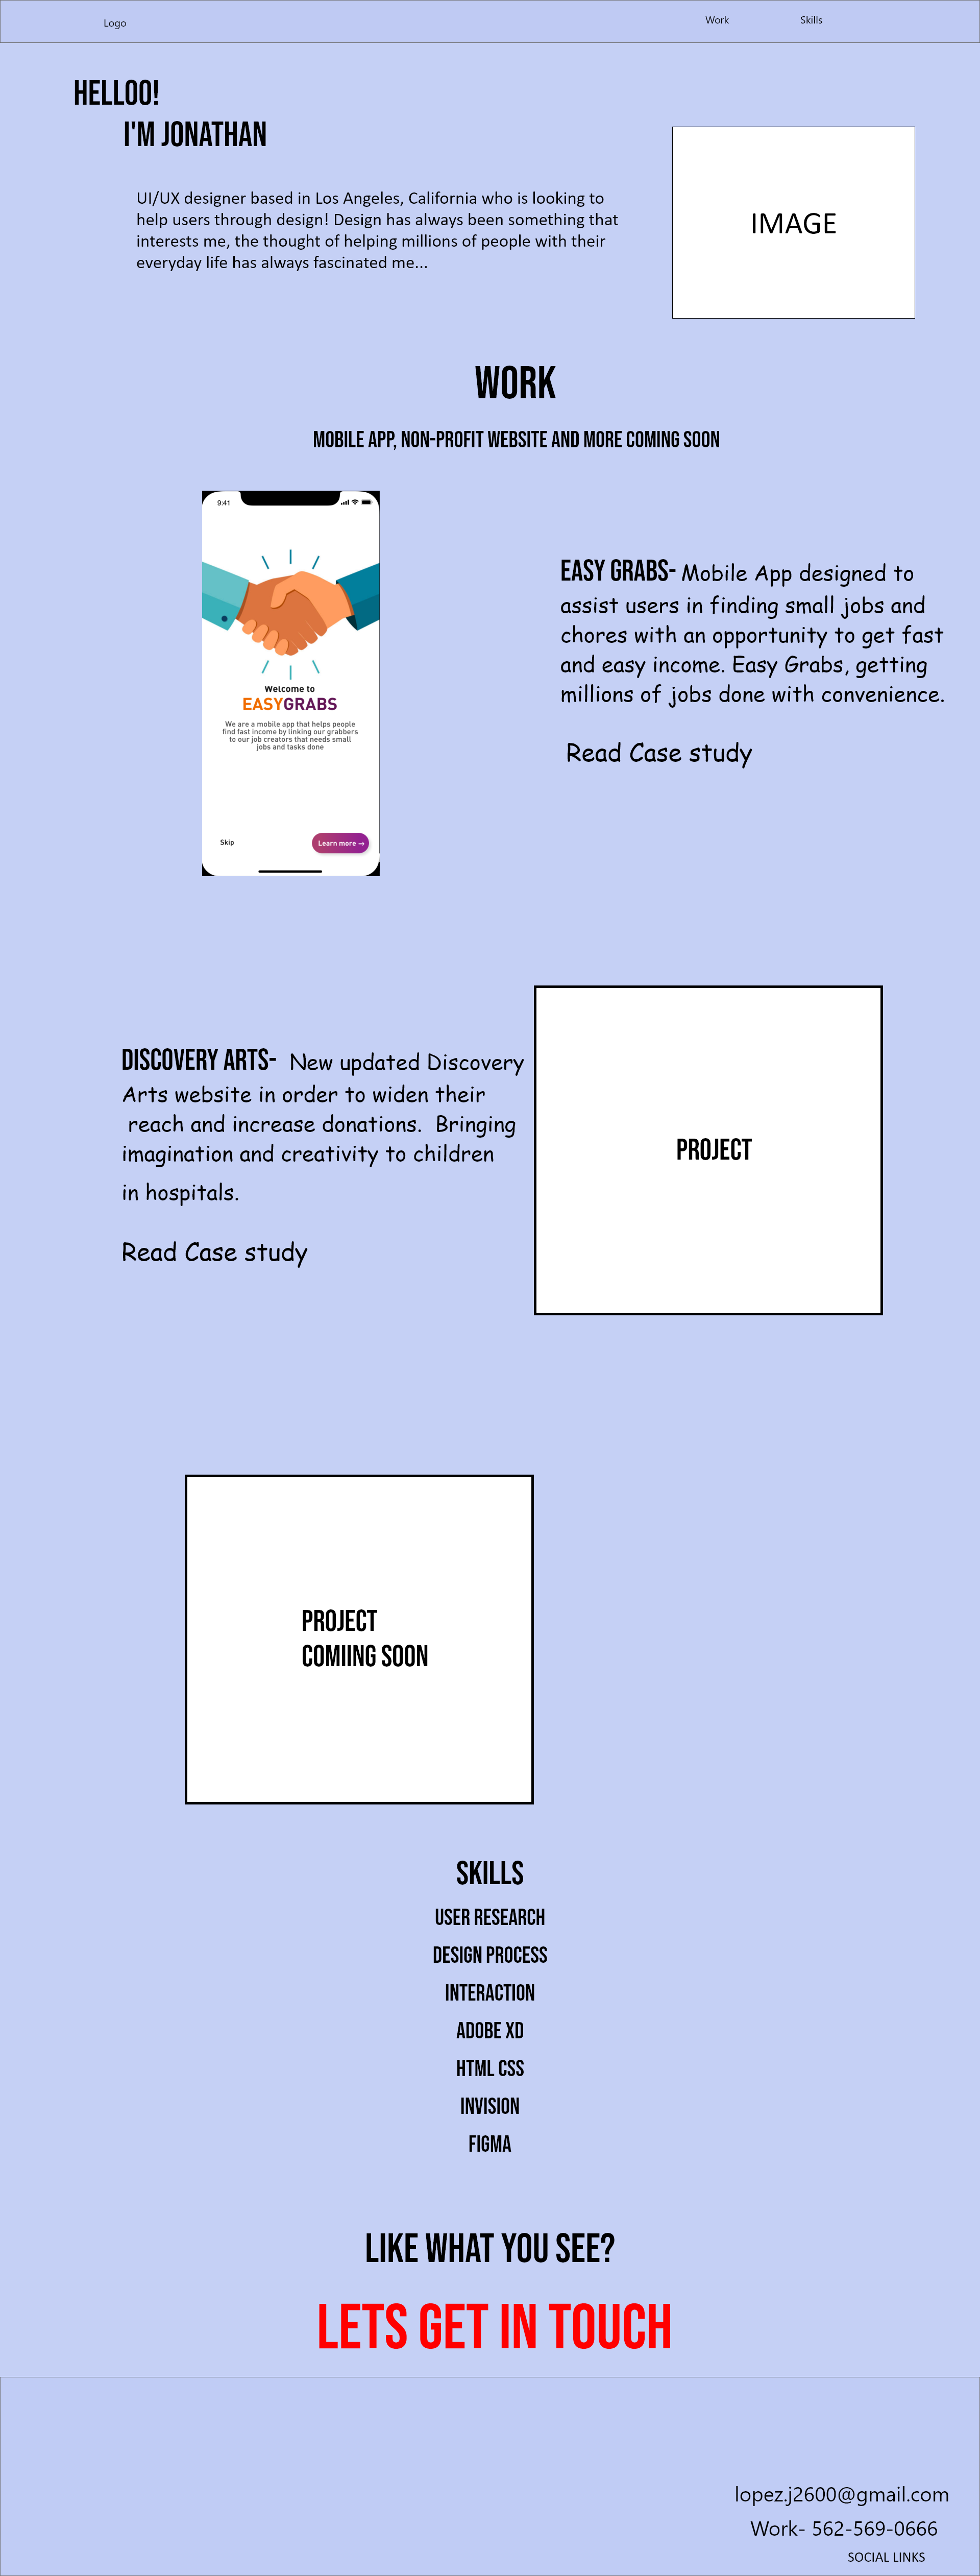 Logo
Work
Skills
HELLOO!
I'M JONATHAN
UI/UX designer based in Los Angeles, California who is looking to
help users through design! Design has always been something that
interests me, the thought of helping millions of people with their
everyday life has always fascinated me...
IMAGE
WORK
MOBILE APP, NON-PROFIT WEBSITE AND MORE COMING SOON
9:41
Welcome to
EASYGRABS
We are a mobile app that helps people
find fast income by linking our grabbers
to our job creators that needs small
jobs and tasks done
Skip
Learn more →
EASY GRABS- Mobile App designed to
assist users in finding small jobs and
chores with an opportunity to get fast
and easy income. Easy Grabs, getting
millions of jobs done with convenience.
Read Case study
DISCOVERY ARTS- New updated Discovery
Arts website in order to widen their
reach and increase donations. Bringing
imagination and creativity to children
in hospitals.
Read Case study
PROJECT
PROJECT
COMIING SOON
SKILLS
USER RESEARCH
DESIGN PROCESS
INTERACTION
ADOBE XD
HTML CSS
INVISION
FIGMA
LIKE WHAT YOU SEE?
LETS GET IN TOUCH
lopez.j2600@gmail.com
Work- 562-569-0666
SOCIAL LINKS